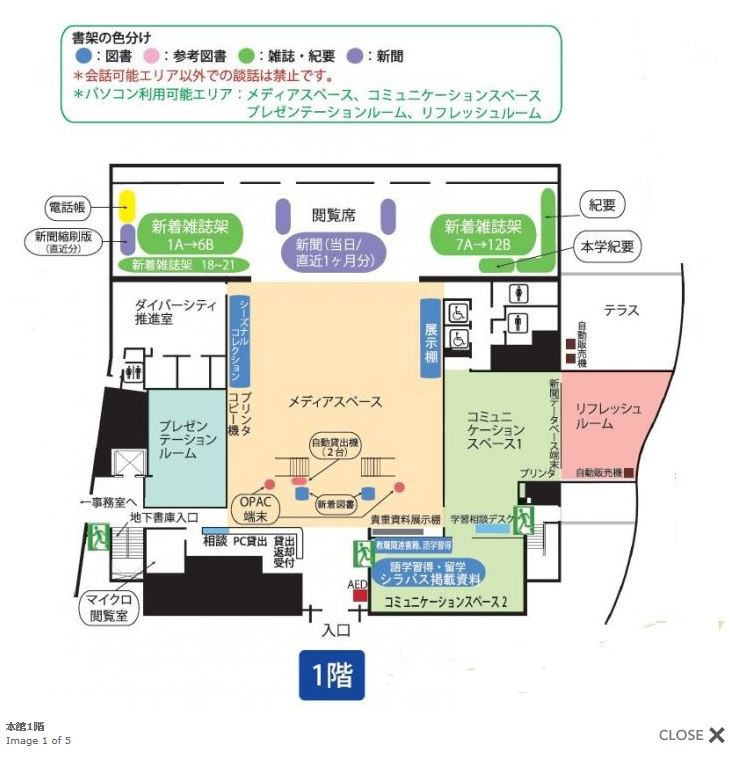 書架の色分け
：図書 ：参考図書 ：雑誌・紀要 ：新聞
＊会話可能エリア以外での談話は禁止です。
＊パソコン利用可能エリア：メディアスペース、コミュニケーションスペース
プレゼンテーションルーム、リフレッシュルーム
電話帳
新聞縮刷版
(直近分)
新着雑誌架
1A→6B
新着雑誌架 18~21
閲覧席
新聞(当日/
直近1ヶ月分)
新着雑誌架
7A→12B
紀要
本学紀要
ダイバーシティ
推進室
シーズナル
コレクション
展示棚
テラス
自動販売機
プレゼン
テーション
ルーム
プリンタ
コピー機
メディアスペース
コミュニ
ケーション
スペース1
新聞データベース端末
リフレッシュ
ルーム
自動貸出機
(2台)
プリンタ
自動販売機
←事務室へ
OPAC
端末
新着図書
地下書庫入口
貴重資料展示棚
学習相談デスク
相談 PC貸出 貸出
返却
受付
教職関連書籍、語学習得
語学習得・留学
シラバス掲載資料
マイクロ
閲覧室
AED
コミュニケーションスペース2
入口
1階
本館1階
Image 1 of 5
CLOSE ✕